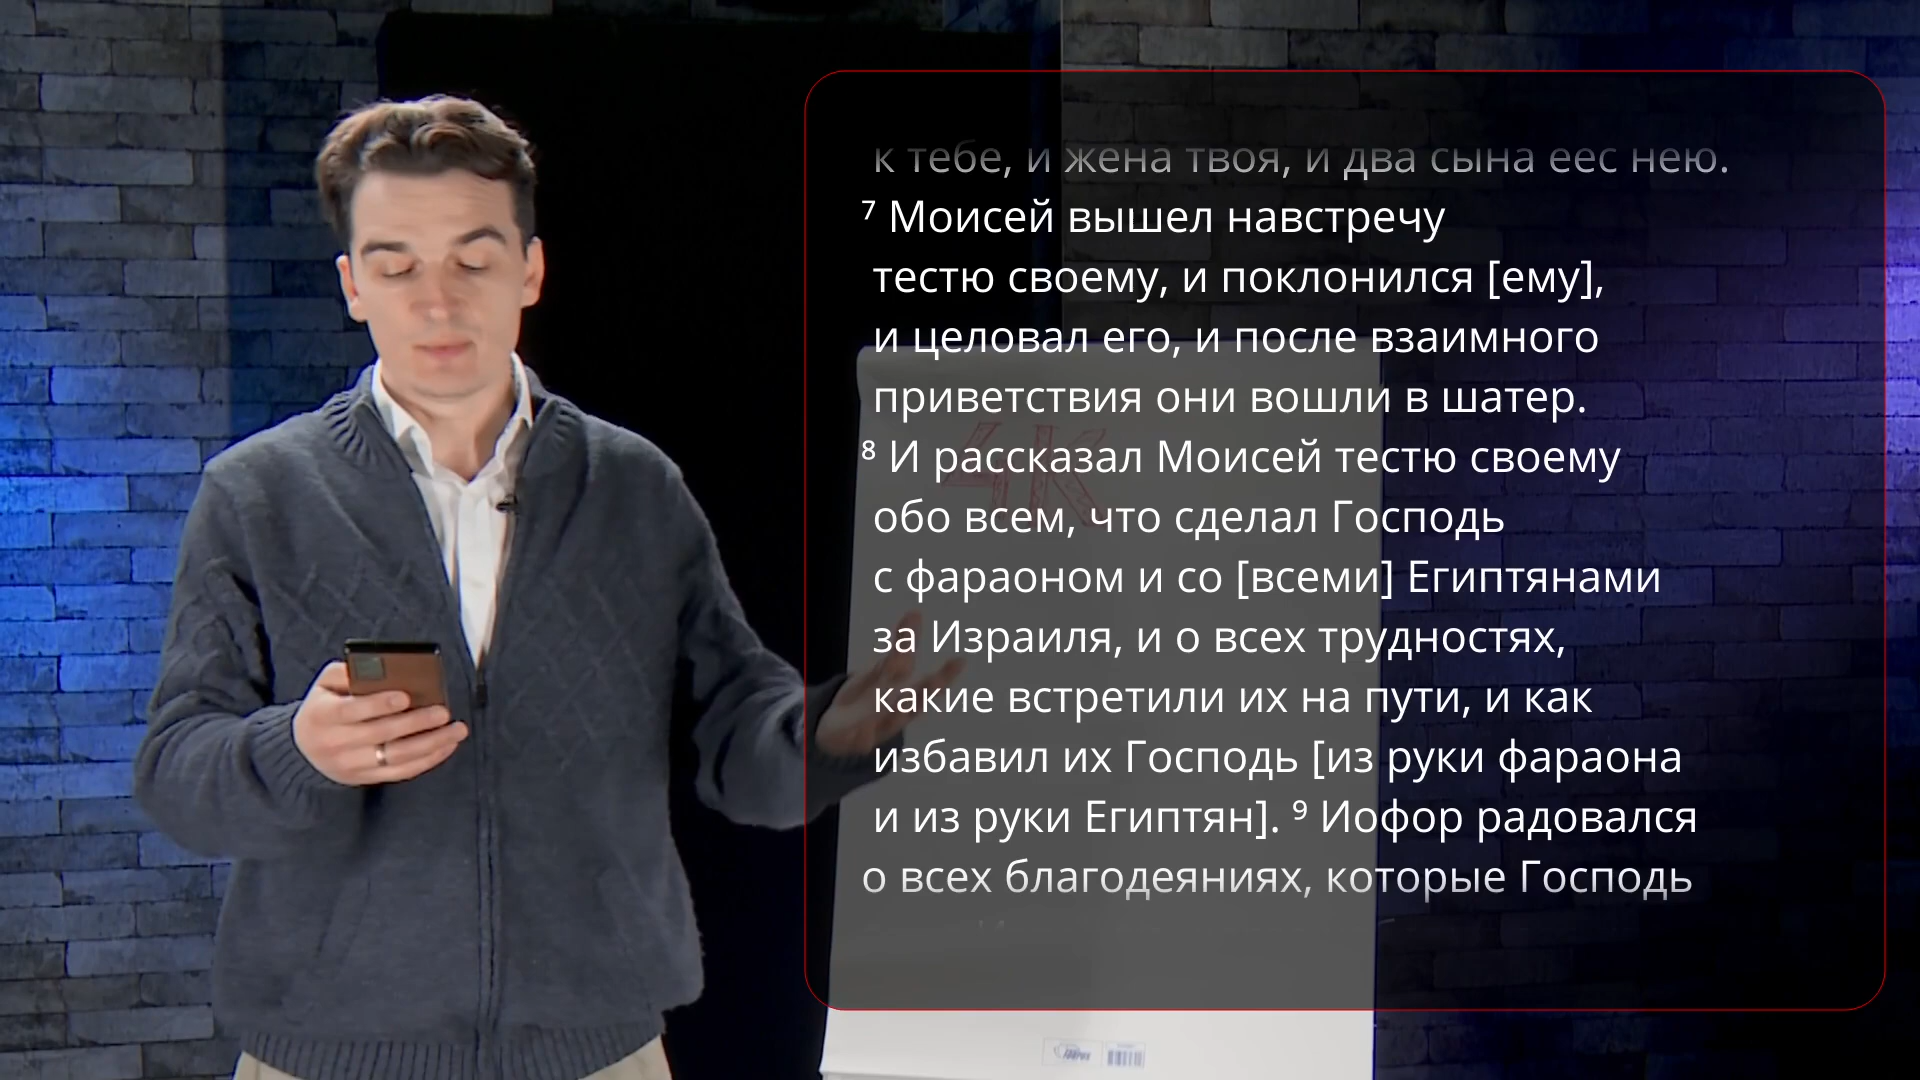 к тебе, и жена твоя, и два сына еес нею.
⁷ Моисей вышел навстречу
тестю своему, и поклонился [ему],
и целовал его, и после взаимного
приветствия они вошли в шатер.
⁸ И рассказал Моисей тестю своему
обо всем, что сделал Господь
с фараоном и со [всеми] Египтянами
за Израиля, и о всех трудностях,
какие встретили их на пути, и как
избавил их Господь [из руки фараона
и из руки Египтян]. ⁹ Иофор радовался
о всех благодеяниях, которые Господь
4К